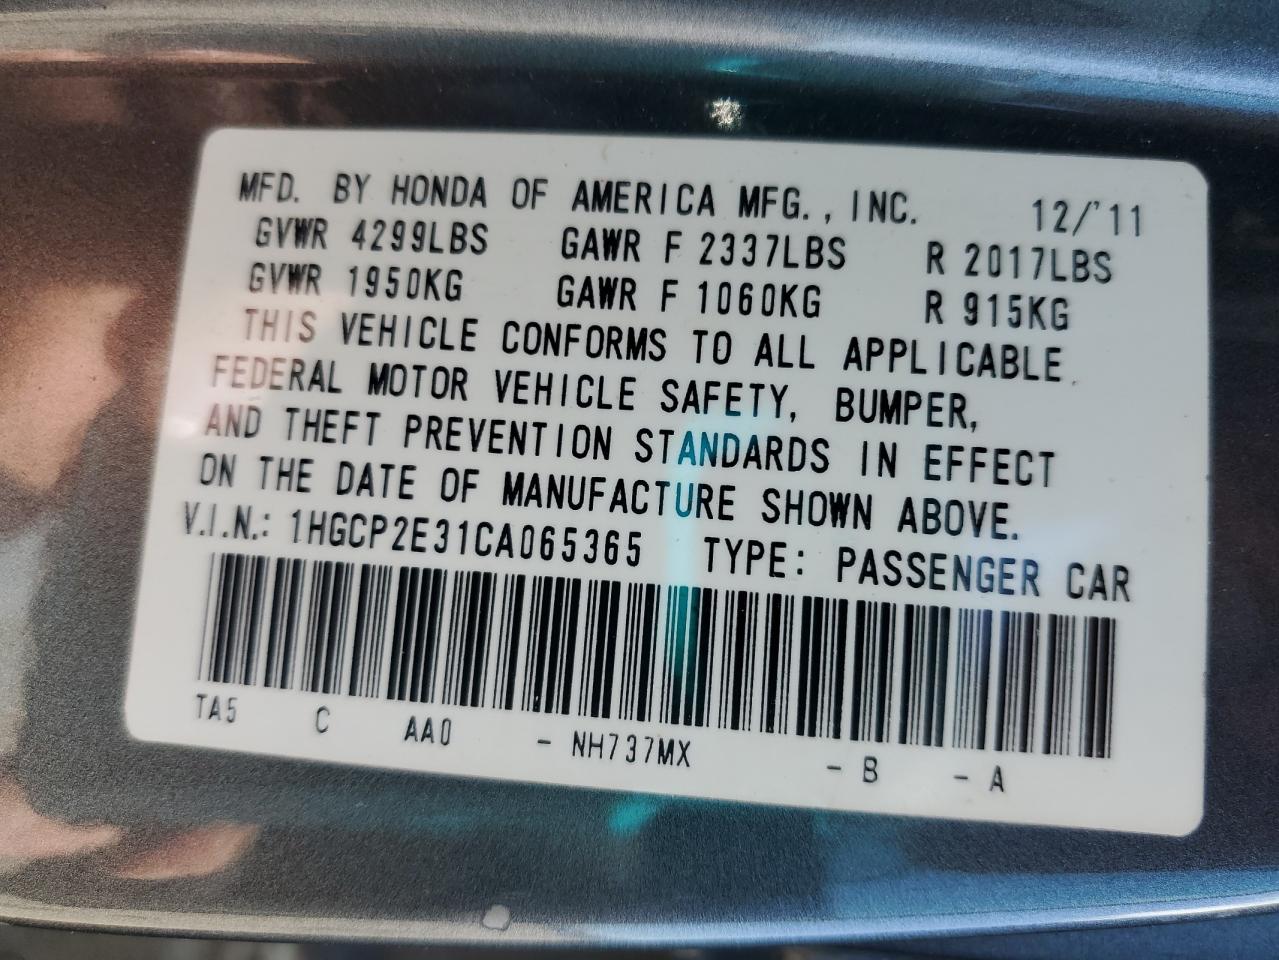 MFD. BY HONDA OF AMERICA MFG., INC. 12/'11
GVWR 4299LBS GAWR F 2337LBS R 2017LBS
GVWR 1950KG GAWR F 1060KG R 915KG
THIS VEHICLE CONFORMS TO ALL APPLICABLE
FEDERAL MOTOR VEHICLE SAFETY, BUMPER,
AND THEFT PREVENTION STANDARDS IN EFFECT
ON THE DATE OF MANUFACTURE SHOWN ABOVE.
V.I.N.: 1HGCP2E31CA065365 TYPE: PASSENGER CAR
TA5 C AA0 - NH737MX - B - A